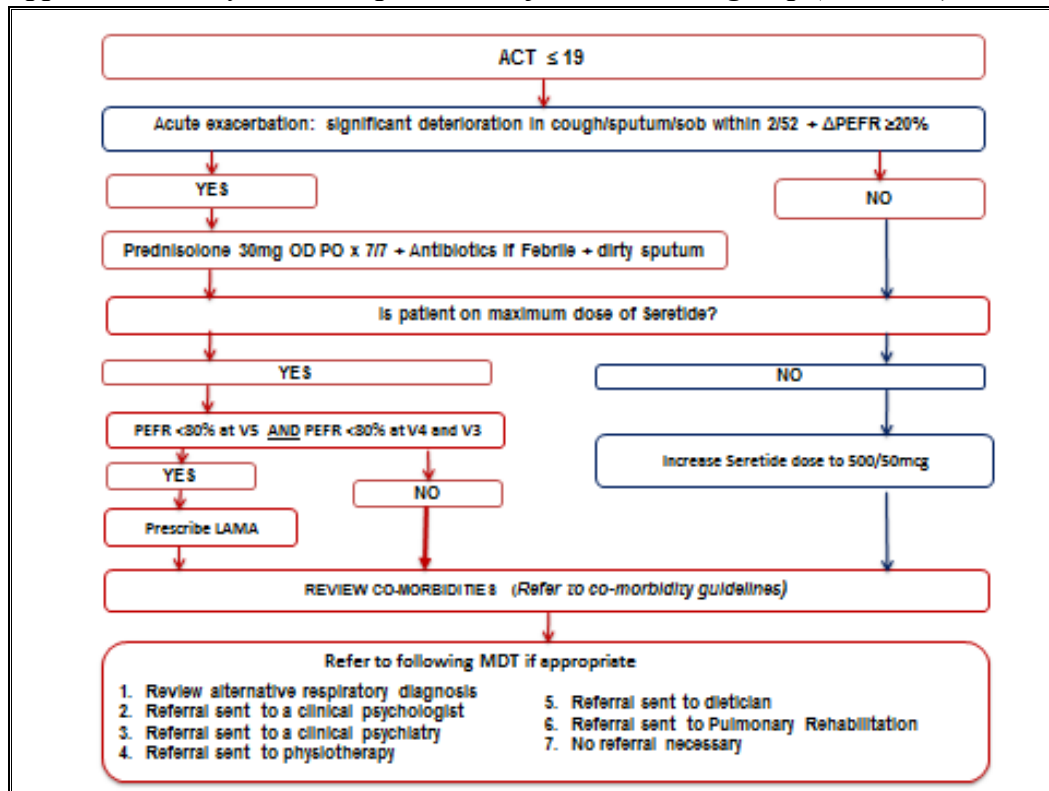 ACT ≤ 19
Acute exacerbation: significant deterioration in cough/sputum/sob within 2/52 + ΔPEFR ≥20%
YES
NO
Prednisolone 30mg OD PO x 7/7 + Antibiotics if Febrile + dirty sputum
Is patient on maximum dose of Seretide?
YES
NO
PEFR <80% at V5 AND PEFR <80% at V4 and V3
Increase Seretide dose to 500/50mcg
YES
NO
Prescribe LAMA
REVIEW CO-MORBIDITIES (Refer to co-morbidity guidelines)
Refer to following MDT if appropriate
1. Review alternative respiratory diagnosis
2. Referral sent to a clinical psychologist
3. Referral sent to a clinical psychiatry
4. Referral sent to physiotherapy
5. Referral sent to dietician
6. Referral sent to Pulmonary Rehabilitation
7. No referral necessary